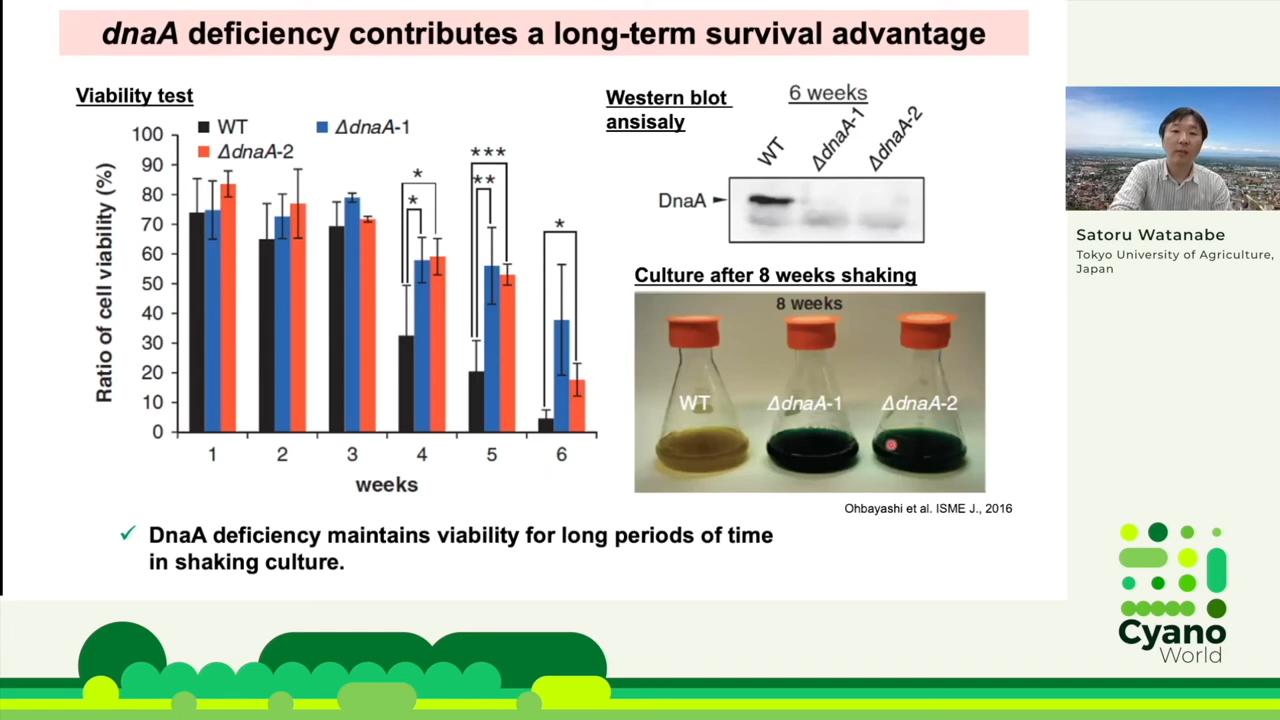 dnaA deficiency contributes a long-term survival advantage
Viability test
WT
ΔdnaA-1
ΔdnaA-2
Ratio of cell viability (%)
100
90
80
70
60
50
40
30
20
10
0
*
*
***
**
*
1 2 3 4 5 6
weeks
Western blot
ansisaly
6 weeks
WT
ΔdnaA-1
ΔdnaA-2
DnaA
Culture after 8 weeks shaking
8 weeks
WT
ΔdnaA-1
ΔdnaA-2
Ohbayashi et al. ISME J., 2016
✓ DnaA deficiency maintains viability for long periods of time
in shaking culture.
Satoru Watanabe
Tokyo University of Agriculture,
Japan
Cyano
World